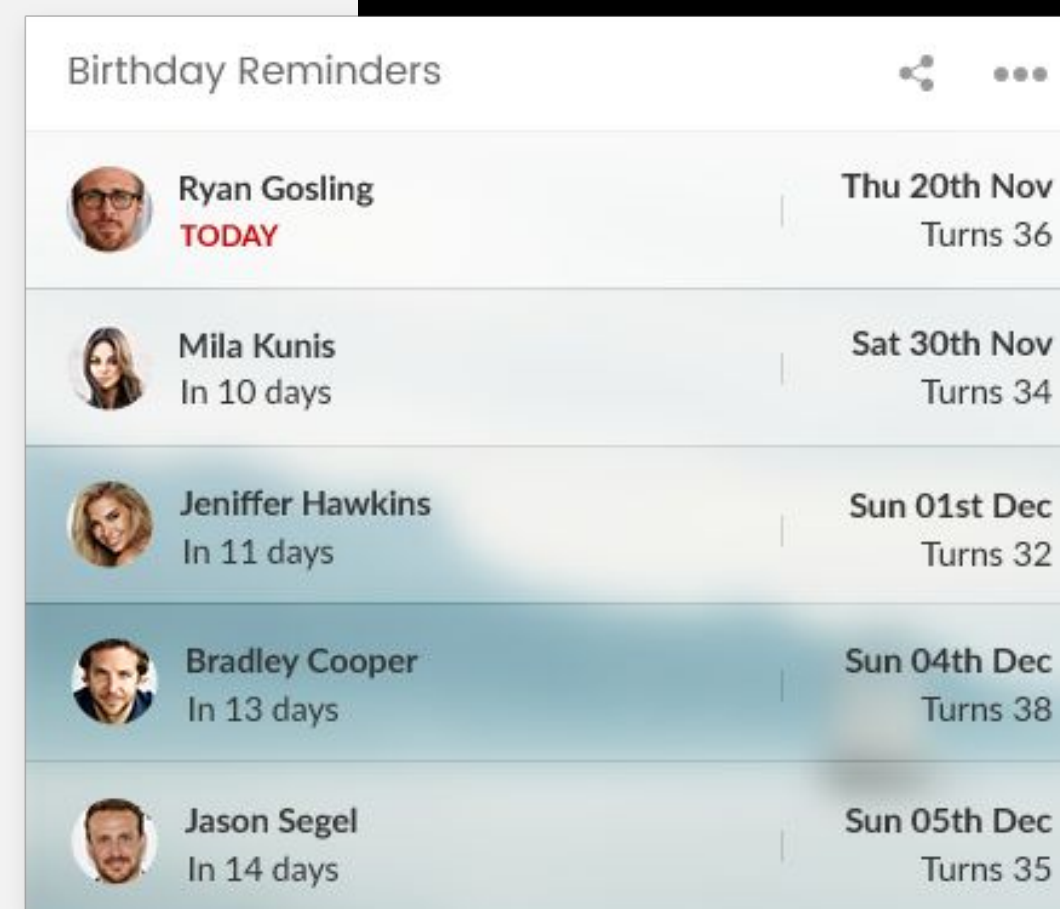 Birthday Reminders
Ryan Gosling
TODAY
Thu 20th Nov
Turns 36
Mila Kunis
In 10 days
Sat 30th Nov
Turns 34
Jeniffer Hawkins
In 11 days
Sun 01st Dec
Turns 32
Bradley Cooper
In 13 days
Sun 04th Dec
Turns 38
Jason Segel
In 14 days
Sun 05th Dec
Turns 35